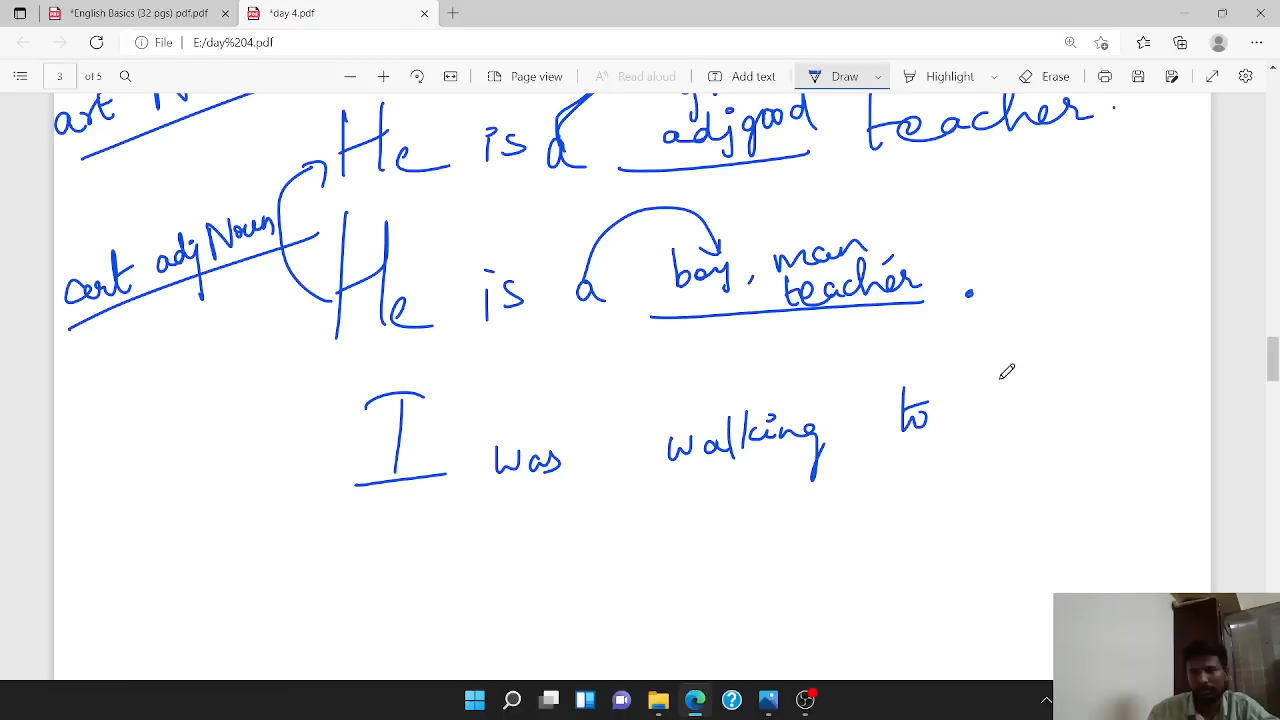 *English Basics (32 pgs) pdf.pdf
*day 4.pdf
File E:/day%204.pdf
3 of 5
Page view
Read aloud
Add text
Draw
Highlight
Erase
art
He is a adj good teacher.
art adj Noun
He is a boy, man
teacher .
I was walking to